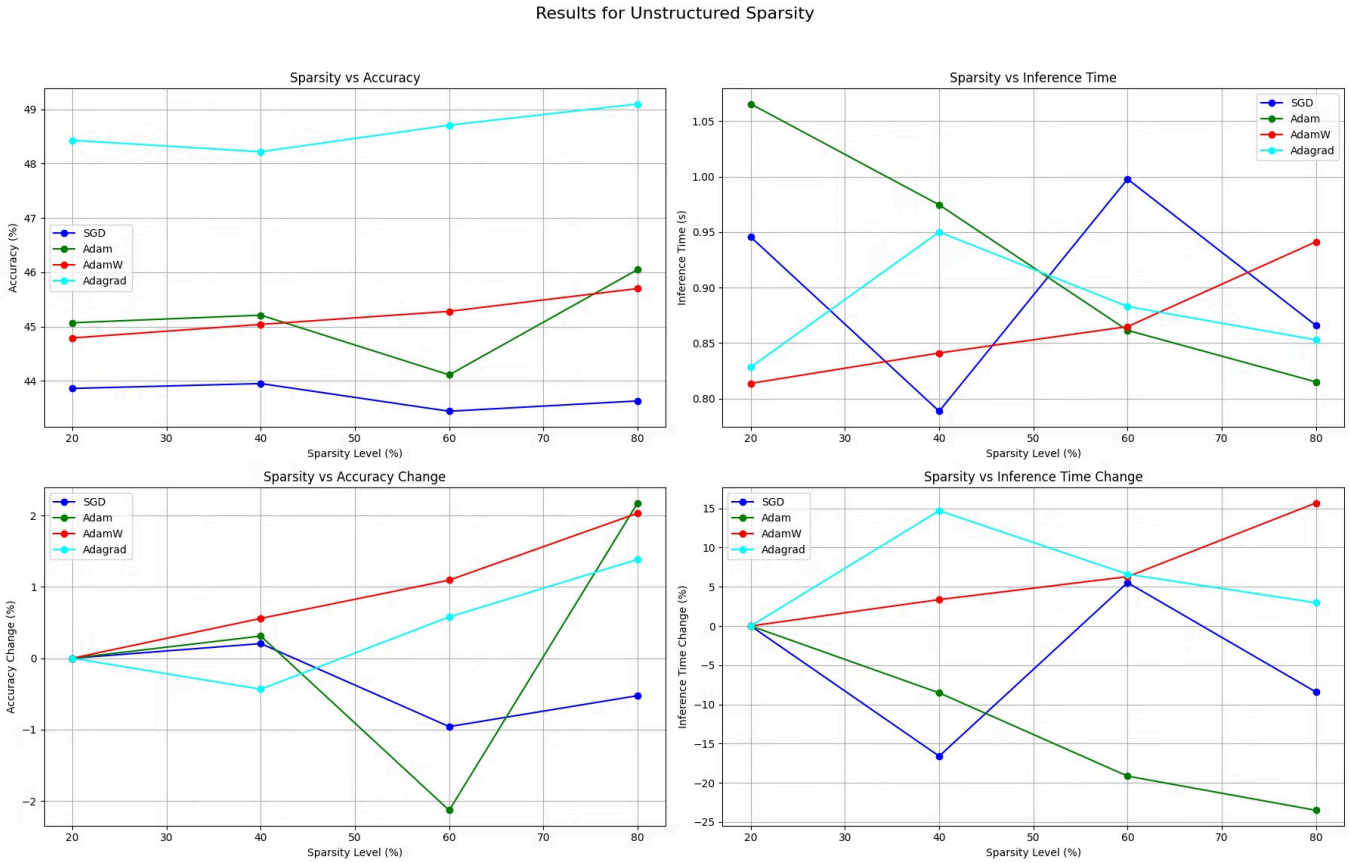 Results for Unstructured Sparsity
Sparsity vs Accuracy
49
48
47
46
45
44
Accuracy (%)
SGD
Adam
AdamW
Adagrad
20 30 40 50 60 70 80
Sparsity Level (%)
Sparsity vs Inference Time
1.05
1.00
0.95
0.90
0.85
0.80
Inference Time (s)
SGD
Adam
AdamW
Adagrad
20 30 40 50 60 70 80
Sparsity Level (%)
Sparsity vs Accuracy Change
2
1
0
−1
−2
Accuracy Change (%)
SGD
Adam
AdamW
Adagrad
20 30 40 50 60 70 80
Sparsity Level (%)
Sparsity vs Inference Time Change
15
10
5
0
−5
−10
−15
−20
−25
Inference Time Change (%)
SGD
Adam
AdamW
Adagrad
20 30 40 50 60 70 80
Sparsity Level (%)